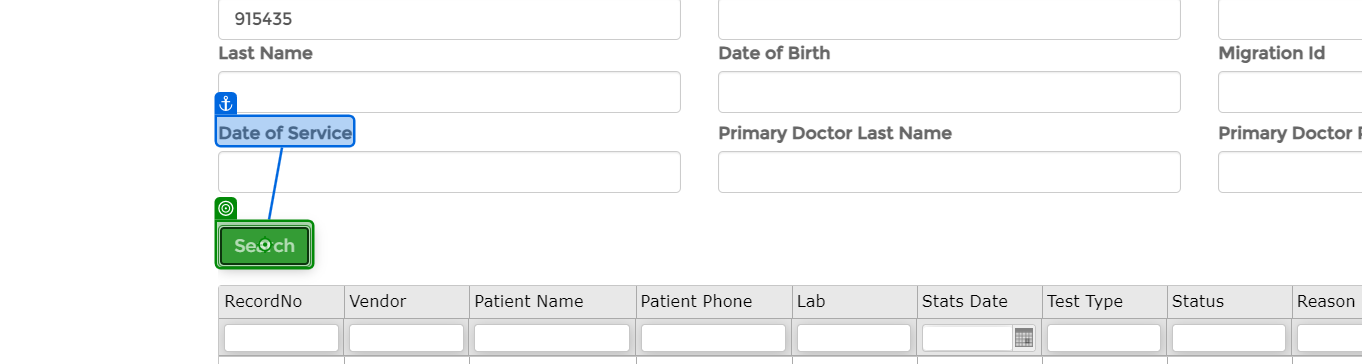 915435
Last Name Date of Birth Migration Id
Date of Service Primary Doctor Last Name Primary Doctor
Search
RecordNo Vendor Patient Name Patient Phone Lab Stats Date Test Type Status Reason